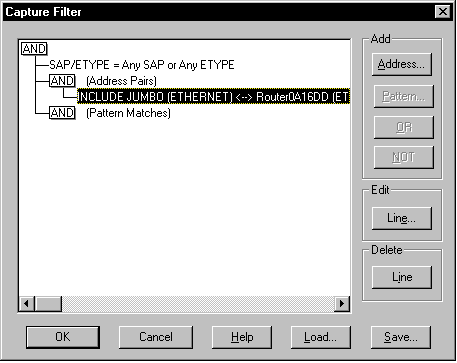 Capture Filter
AND
SAP/ETYPE = Any SAP or Any ETYPE
AND (Address Pairs)
INCLUDE JUMBO (ETHERNET) <--> Router0A16DD (ET
AND (Pattern Matches)
Add
Address...
Pattern...
OR
NOT
Edit
Line...
Delete
Line
OK
Cancel
Help
Load...
Save...